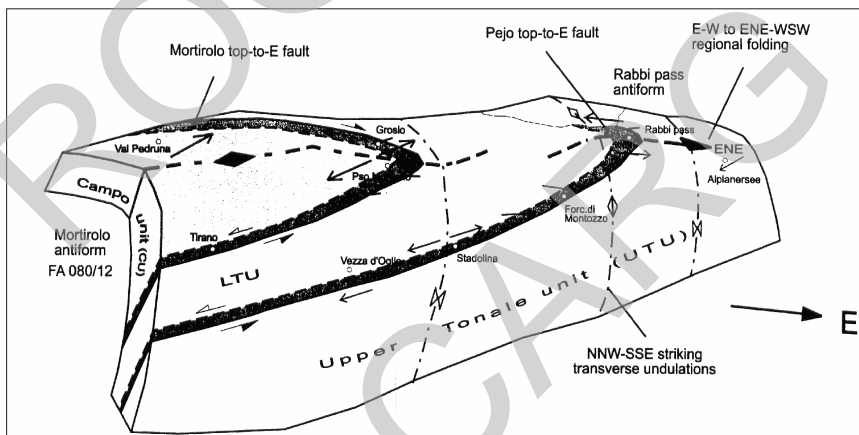 Mortirolo top-to-E fault
Pejo top-to-E fault
E-W to ENE-WSW
regional folding
Rabbi pass
antiform
Grosio
Val Pedruna
Rabbi pass
ENE
Alplanersee
Pso
Campo
unit (CU)
Mortirolo
antiform
FA 080/12
Tirano
Forc.di
Montozzo
LTU
Vezza d'Oglio
Stadolina
Upper Tonale unit (UTU)
E
NNW-SSE striking
transverse undulations